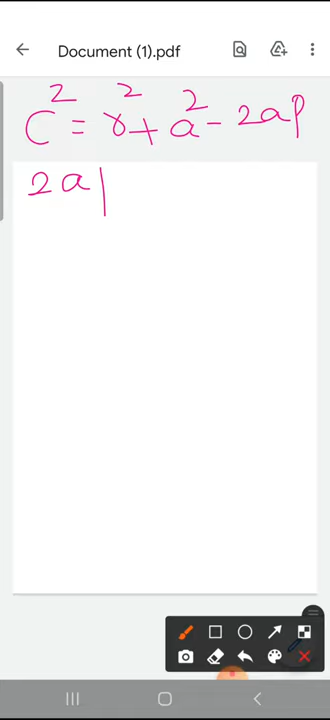 Document (1).pdf
C² = r² + a² - 2ap
2a